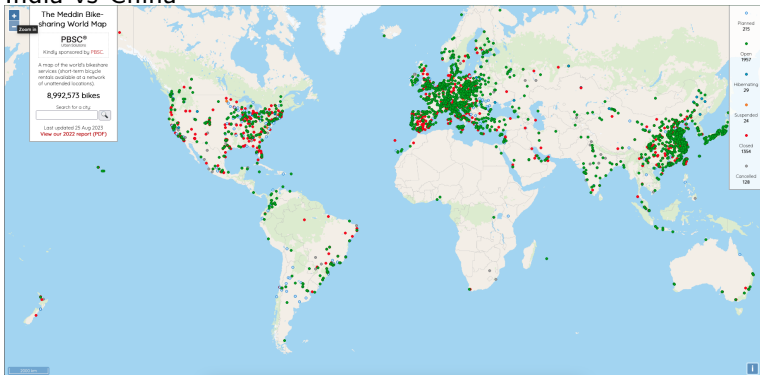 India vs China
The Meddin Bike-
sharing World Map
Zoom in
PBSC®
Urban Solutions
Kindly sponsored by PBSC.
A map of the world's bikeshare
services (short-term bicycle
rentals available at a network
of unattended locations).
8,992,573 bikes
Search for a city:
Last updated 25 Aug 2023
View our 2022 report (PDF)
Planned
215
Open
1957
Hibernating
29
Suspended
24
Closed
1354
Cancelled
128